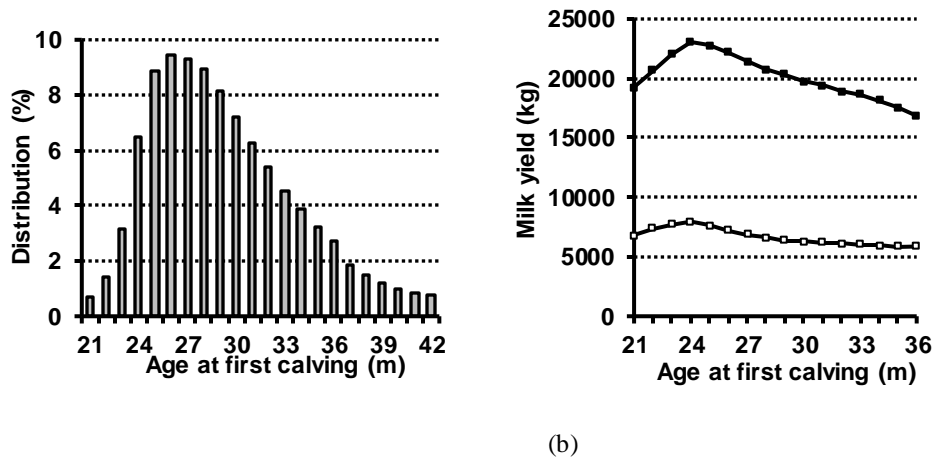 Distribution (%)
10
8
6
4
2
0
21 24 27 30 33 36 39 42
Age at first calving (m)
Milk yield (kg)
25000
20000
15000
10000
5000
0
21 24 27 30 33 36
Age at first calving (m)
(b)